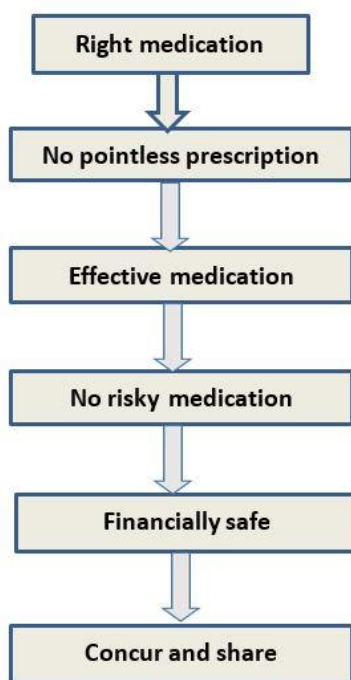 Right medication
No pointless prescription
Effective medication
No risky medication
Financially safe
Concur and share